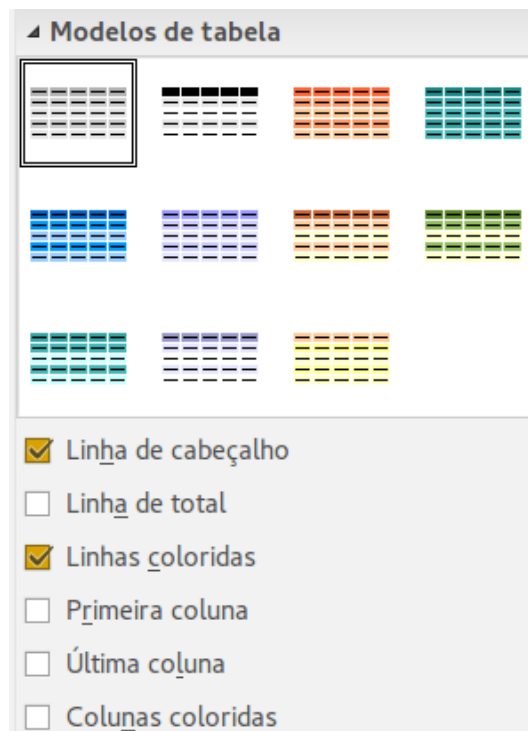 Modelos de tabela
Linha de cabeçalho
Linha de total
Linhas coloridas
Primeira coluna
Última coluna
Colunas coloridas